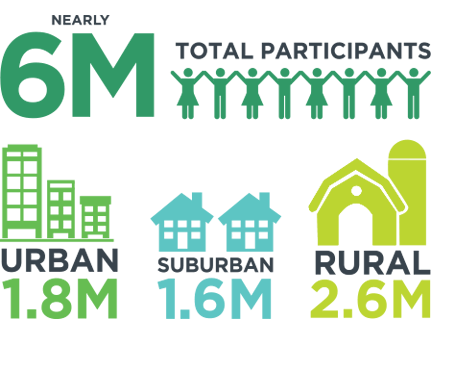 NEARLY
6M
TOTAL PARTICIPANTS
URBAN
1.8M
SUBURBAN
1.6M
RURAL
2.6M